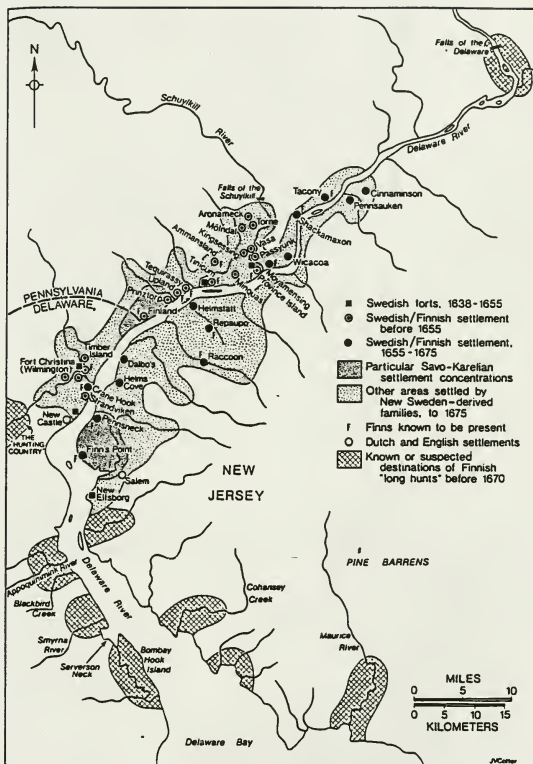 N
Falls of the
Delaware
Schuylkill
River
Delaware River
Falls of the
Schuylkill
Tacony
Cinnaminson
Pennsauken
Aronameck
Mölndal
Torne
Kingsessing
Vasa
Ammansland
Passyunk
Shackamaxon
Wicacoa
Tinicum
Moyamensing
Province Island
Minquas
Tequirassy
Upland
Printztorp
Finland
PENNSYLVANIA
DELAWARE
Helmstatt
Repaupo
Raccoon
Timber
Island
Fort Christina
(Wilmington)
Dalbo's
Helms
Cove
Crane Hook
Strandviken
New
Castle
Pennsneck
THE
HUNTING
COUNTRY
Finn's Point
Salem
New
Elfsborg
NEW
JERSEY
Swedish forts, 1638-1655
Swedish/Finnish settlement
before 1655
Swedish/Finnish settlement,
1655-1675
Particular Savo-Karelian
settlement concentrations
Other areas settled by
New Sweden-derived
families, to 1675
F Finns known to be present
Dutch and English settlements
Known or suspected
destinations of Finnish
"long hunts" before 1670
PINE BARRENS
Appoquinimink River
Blackbird
Creek
Delaware River
Smyrna
River
Serverson
Neck
Bombay
Hook
Island
Cohansey
Creek
Maurice
River
Delaware Bay
MILES
0 5 10
0 5 10 15
KILOMETERS
JVCotter